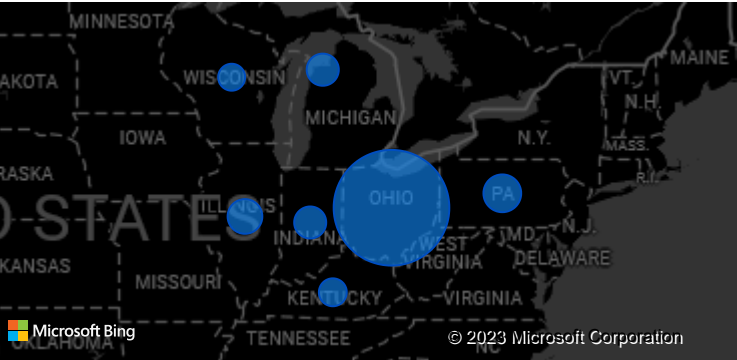 MINNESOTA
MAINE
WISCONSIN
AKOTA
VT.
N.H.
MICHIGAN
IOWA
N.Y.
MASS.
RASKA
R.I.
OHIO
PA
ILLINOIS
D STATES
N.J.
INDIANA
MD
WEST
VIRGINIA
DELAWARE
KANSAS
MISSOURI
KENTUCKY
VIRGINIA
Microsoft Bing
TENNESSEE
© 2023 Microsoft Corporation
OKLAHOMA
NC